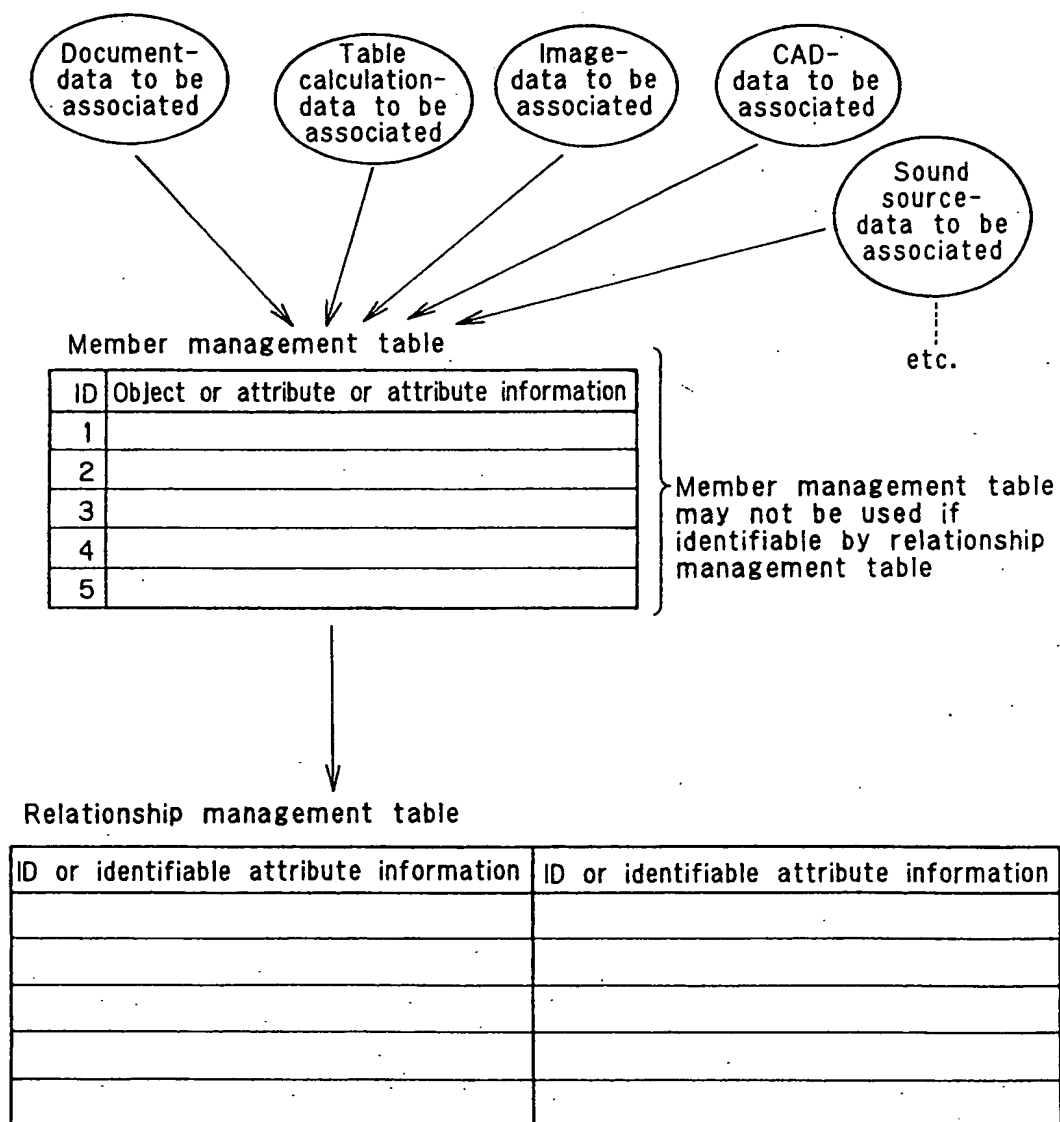 Document-
data to be
associated
Table
calculation-
data to be
associated
Image-
data to be
associated
CAD-
data to be
associated
Sound
source-
data to be
associated
etc.
Member management table
ID Object or attribute or attribute information
1
2
3
4
5
Member management table
may not be used if
identifiable by relationship
management table
Relationship management table
ID or identifiable attribute information ID or identifiable attribute information